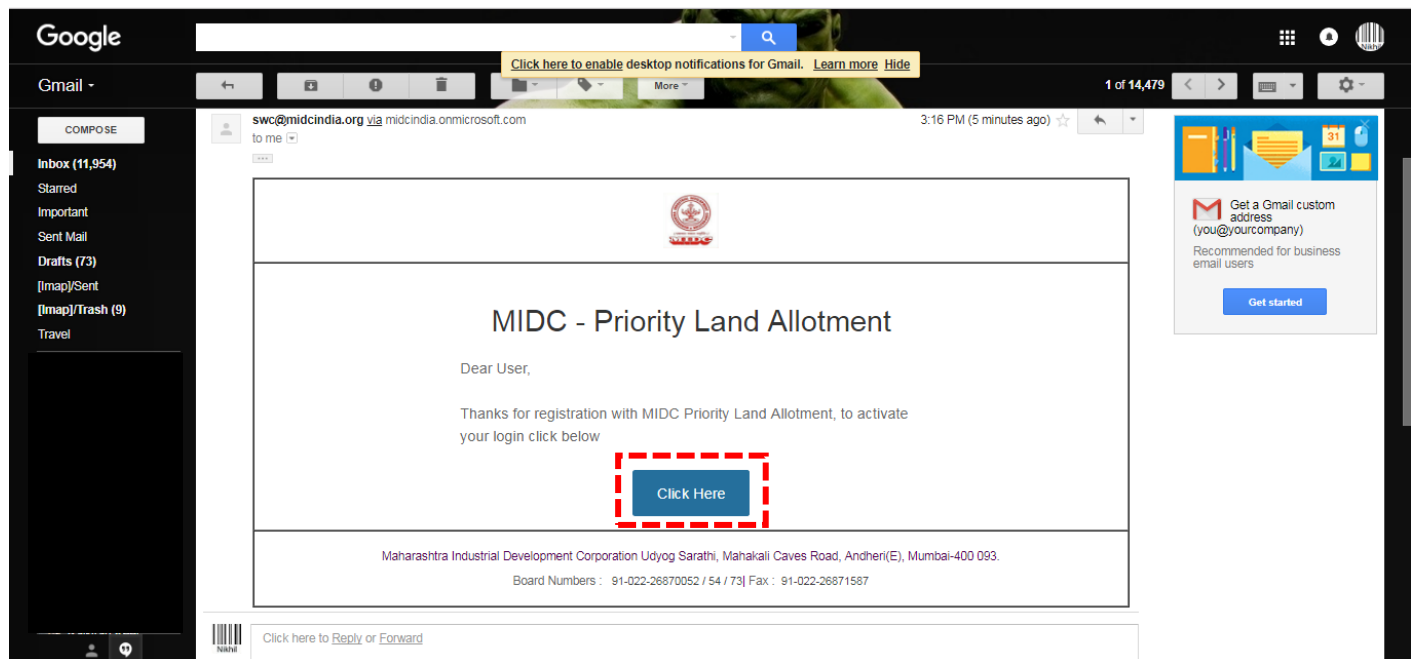 Google
Click here to enable desktop notifications for Gmail. Learn more Hide
Gmail
More
1 of 14,479
COMPOSE
Inbox (11,954)
Starred
Important
Sent Mail
Drafts (73)
[Imap]/Sent
[Imap]/Trash (9)
Travel
swc@midcindia.org via midcindia.onmicrosoft.com
3:16 PM (5 minutes ago)
to me
MIDC
MIDC - Priority Land Allotment
Dear User,
Thanks for registration with MIDC Priority Land Allotment, to activate
your login click below
Click Here
Maharashtra Industrial Development Corporation Udyog Sarathi, Mahakali Caves Road, Andheri(E), Mumbai-400 093.
Board Numbers : 91-022-26870052 / 54 / 73| Fax : 91-022-26871587
Nikhil
Click here to Reply or Forward
Nikhil
31
Get a Gmail custom
address
(you@yourcompany)
Recommended for business
email users
Get started